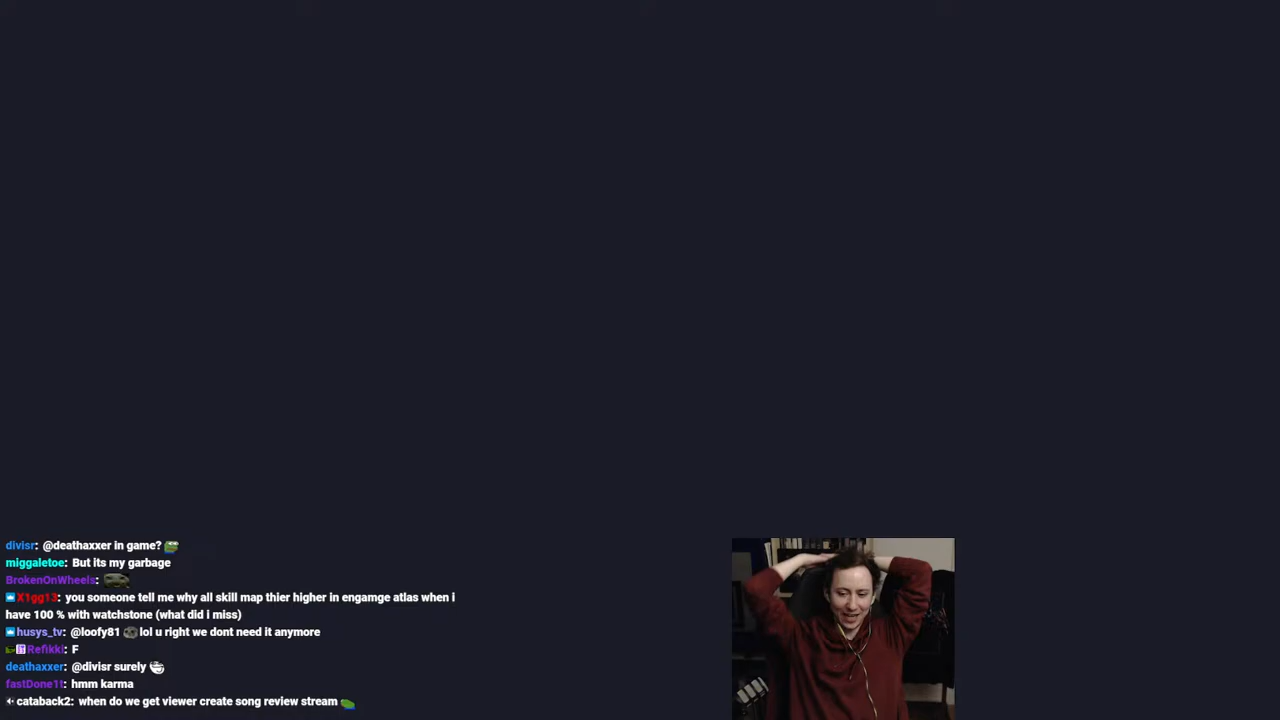 divisr: @deathaxxer in game?
miggaletoe: But its my garbage
BrokenOnWheels:
X1gg13: you someone tell me why all skill map thier higher in engamge atlas when i
have 100 % with watchstone (what did i miss)
husys_tv: @loofy81 lol u right we dont need it anymore
Refikki: F
deathaxxer: @divisr surely
fastDone1t: hmm karma
cataback2: when do we get viewer create song review stream